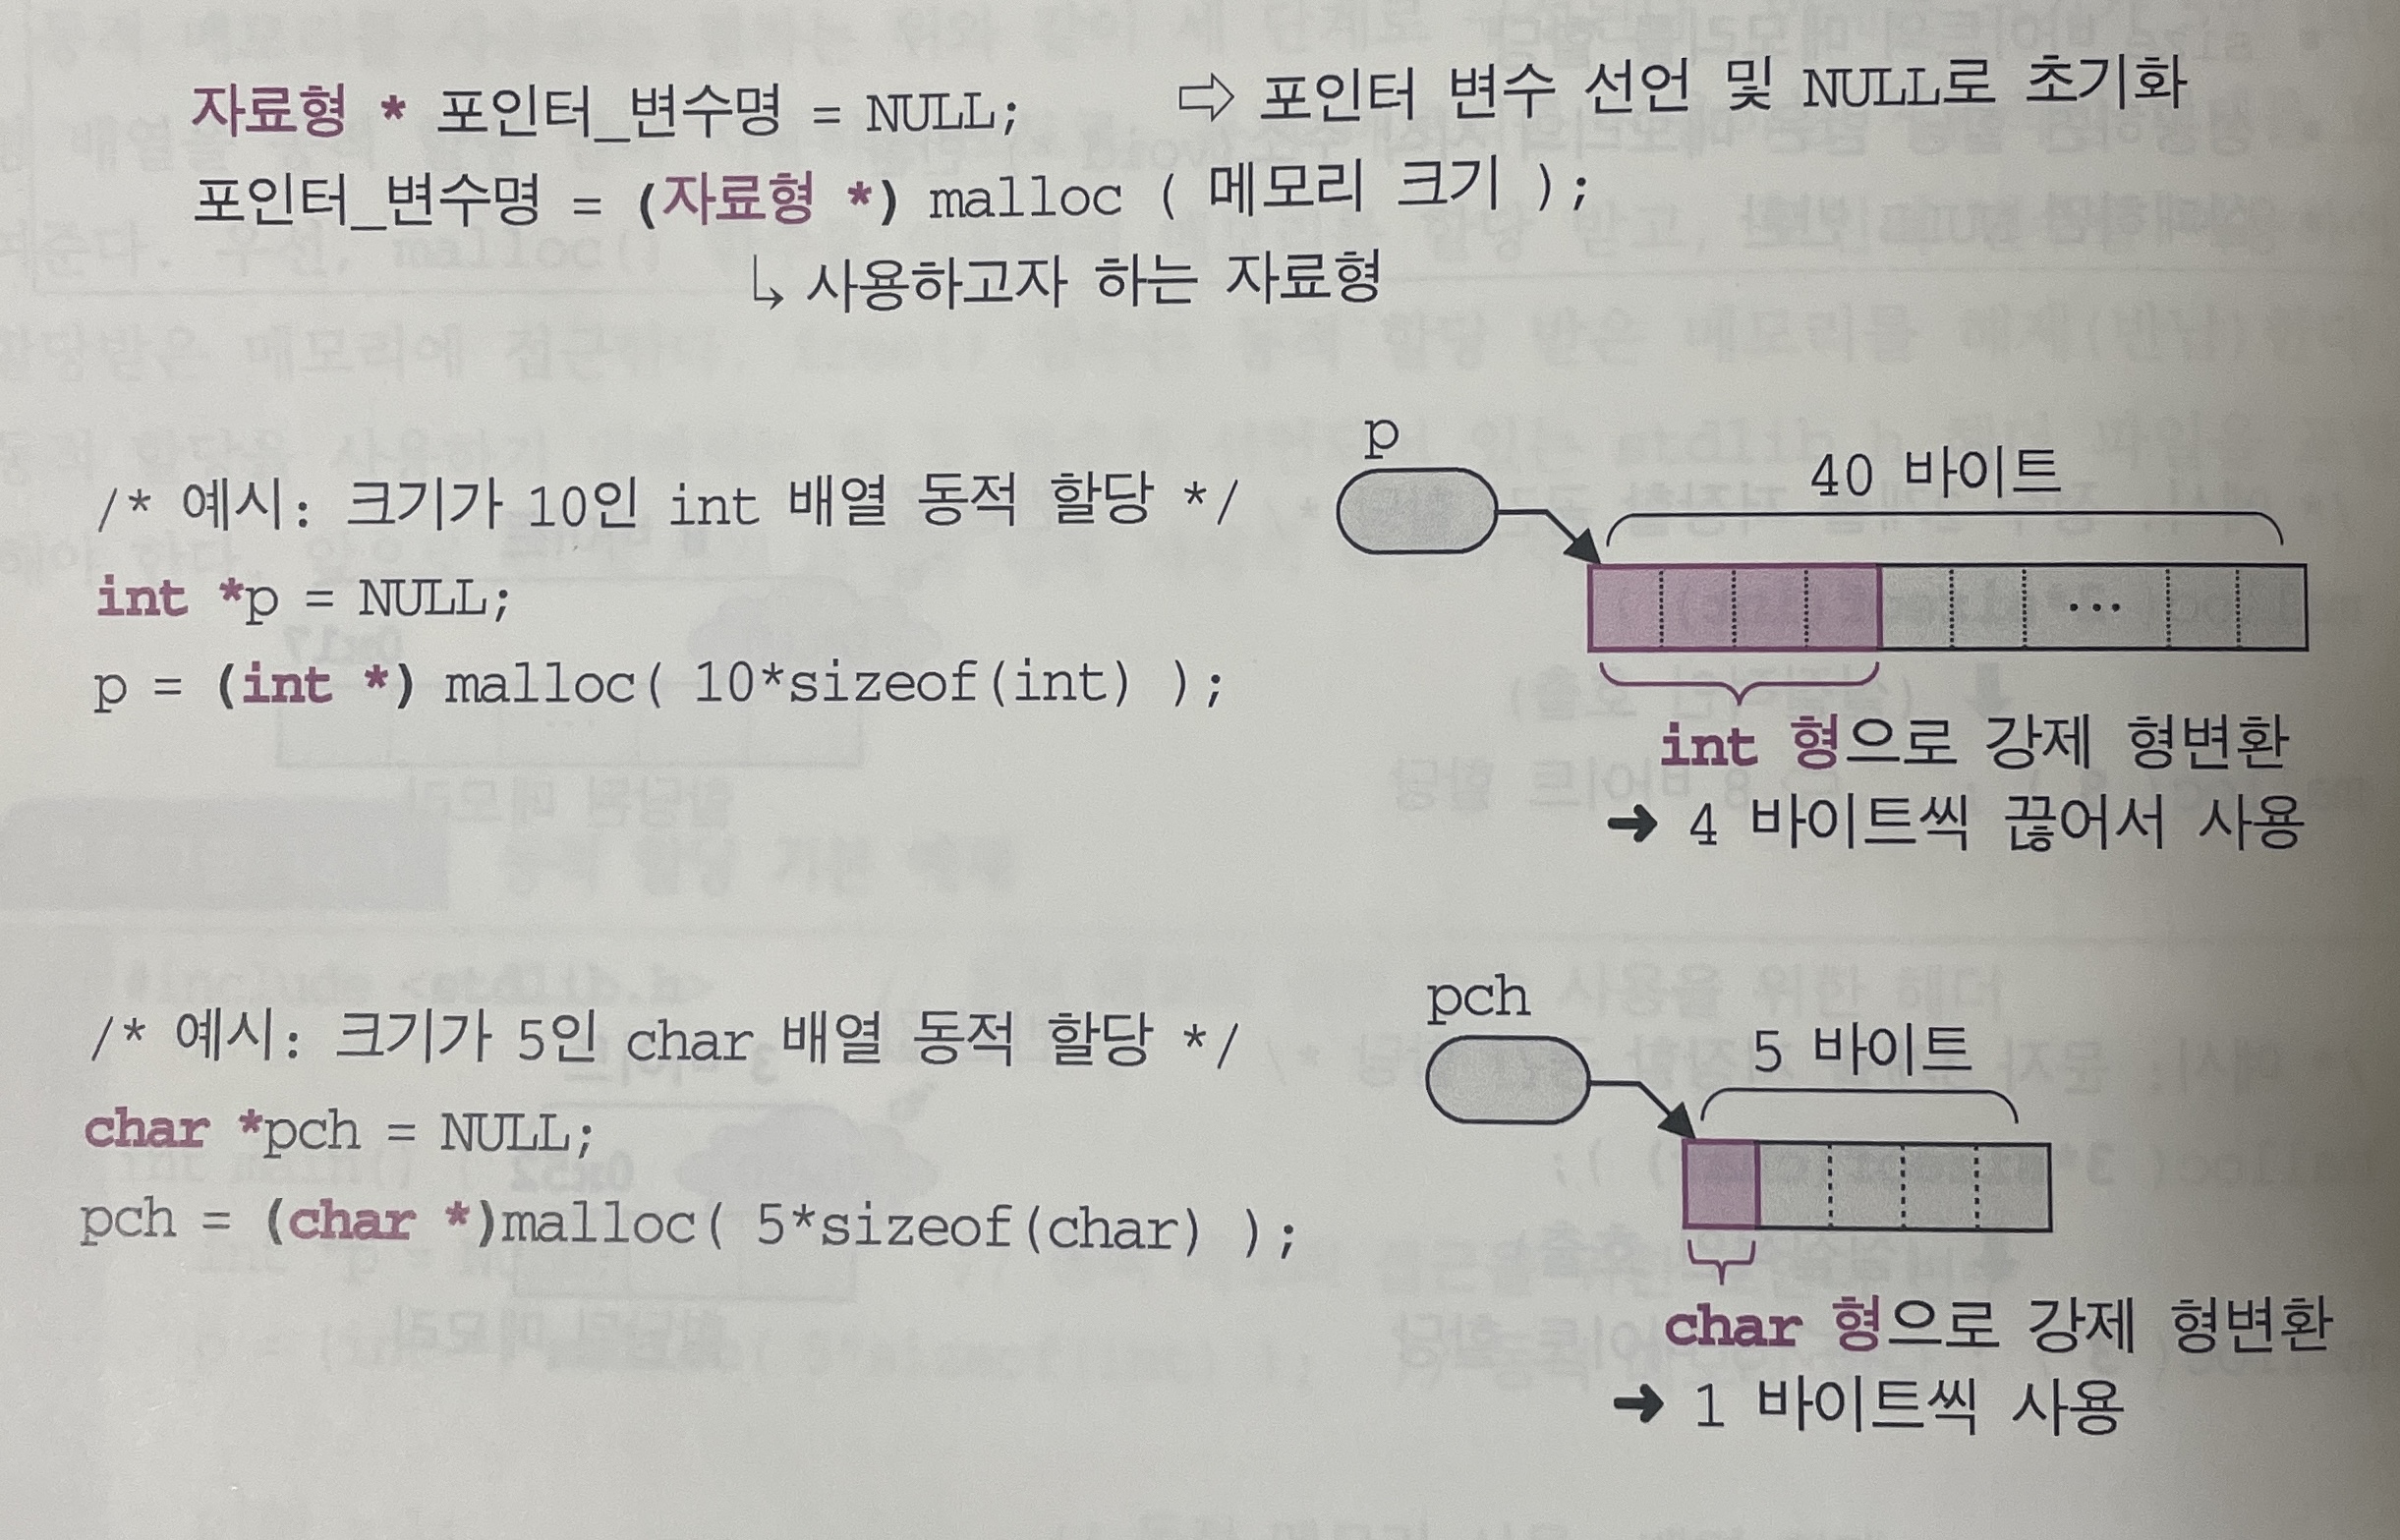 자료형 * 포인터_변수명 = NULL; ⇨ 포인터 변수 선언 및 NULL로 초기화
포인터_변수명 = (자료형 *) malloc ( 메모리 크기 );
↳ 사용하고자 하는 자료형
p
40 바이트
/* 예시: 크기가 10인 int 배열 동적 할당 */
int *p = NULL;
...
p = (int *) malloc( 10*sizeof(int) );
int 형으로 강제 형변환
➜ 4 바이트씩 끊어서 사용
pch
5 바이트
/* 예시: 크기가 5인 char 배열 동적 할당 */
char *pch = NULL;
pch = (char *)malloc( 5*sizeof(char) );
char 형으로 강제 형변환
➜ 1 바이트씩 사용